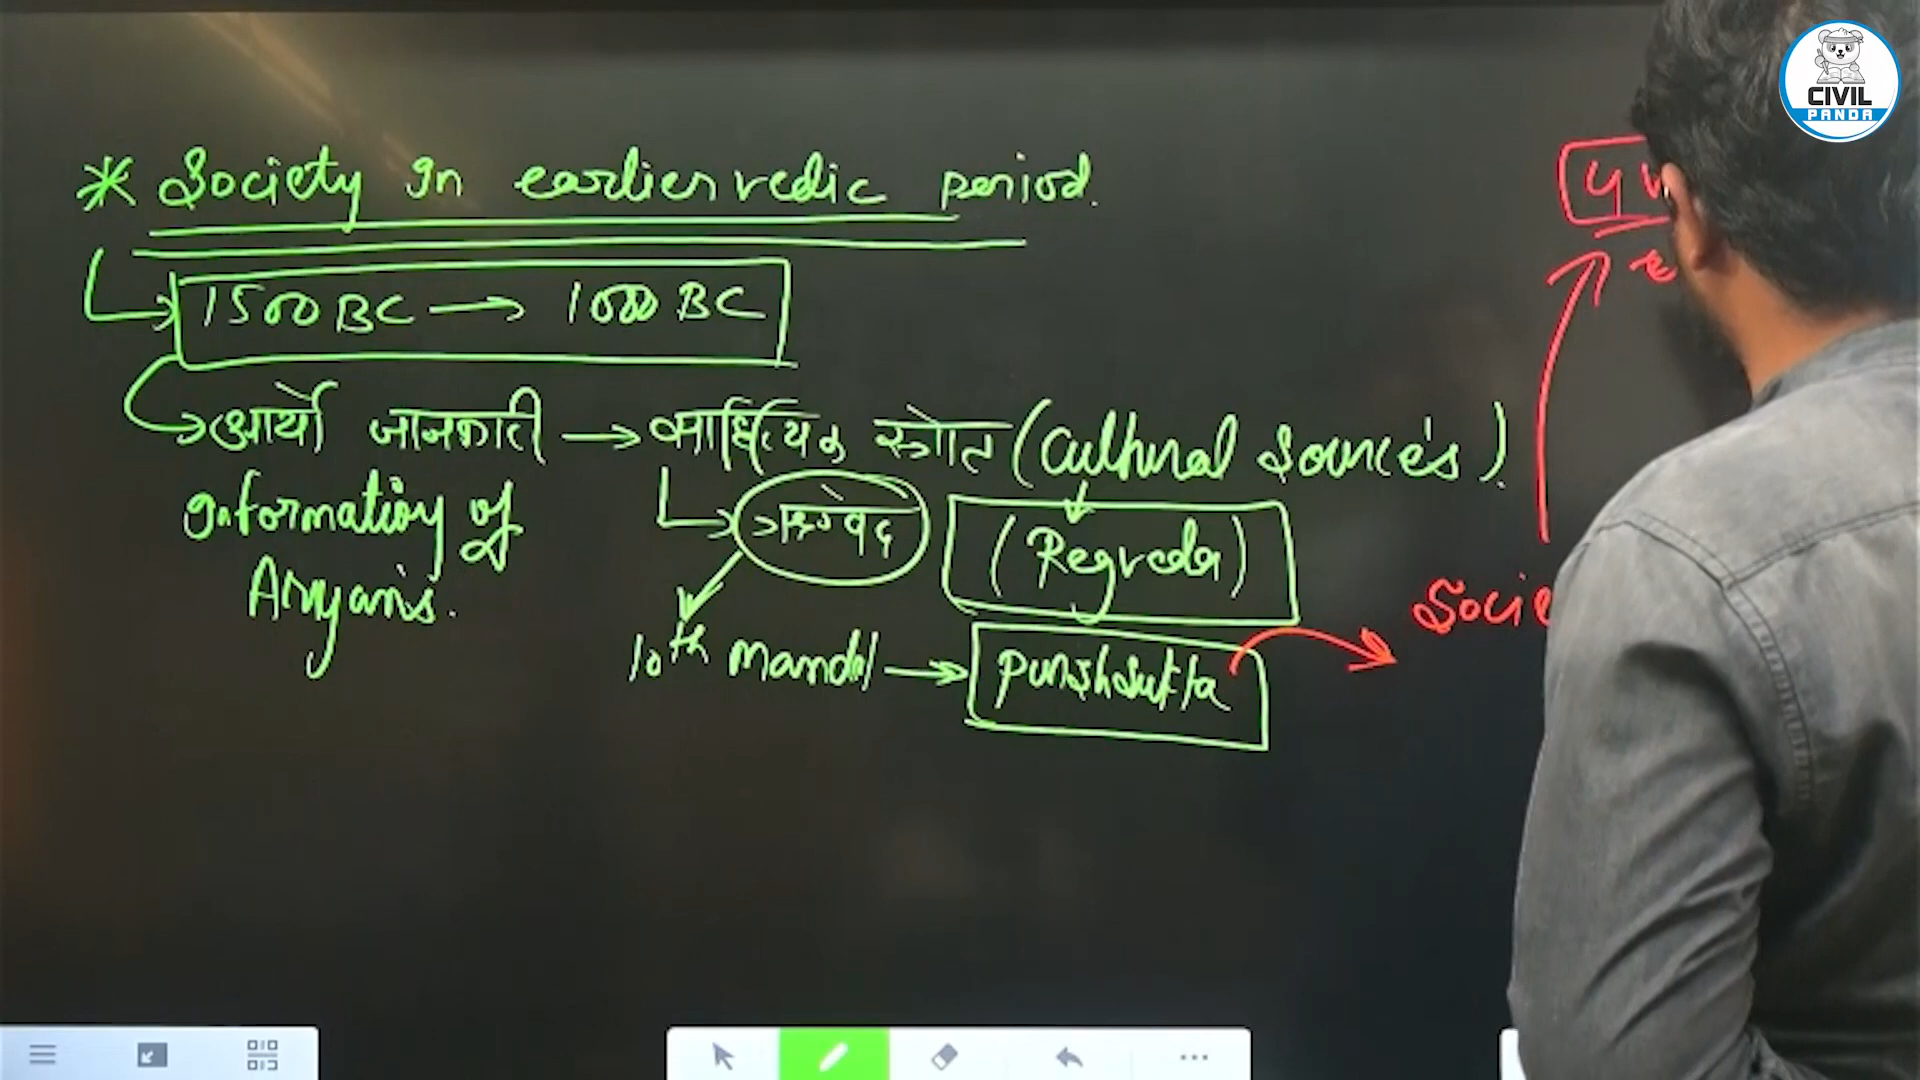 * Society In earlier vedic period.
1500 BC → 1000 BC
→ आर्यो जानकारी → साहित्यिक स्त्रोत (Cultural Sources).
Information of Aryans.
ऋग्वेद
(Regveda)
10th mandal → purushsukta
Socie
CIVIL
PANDA